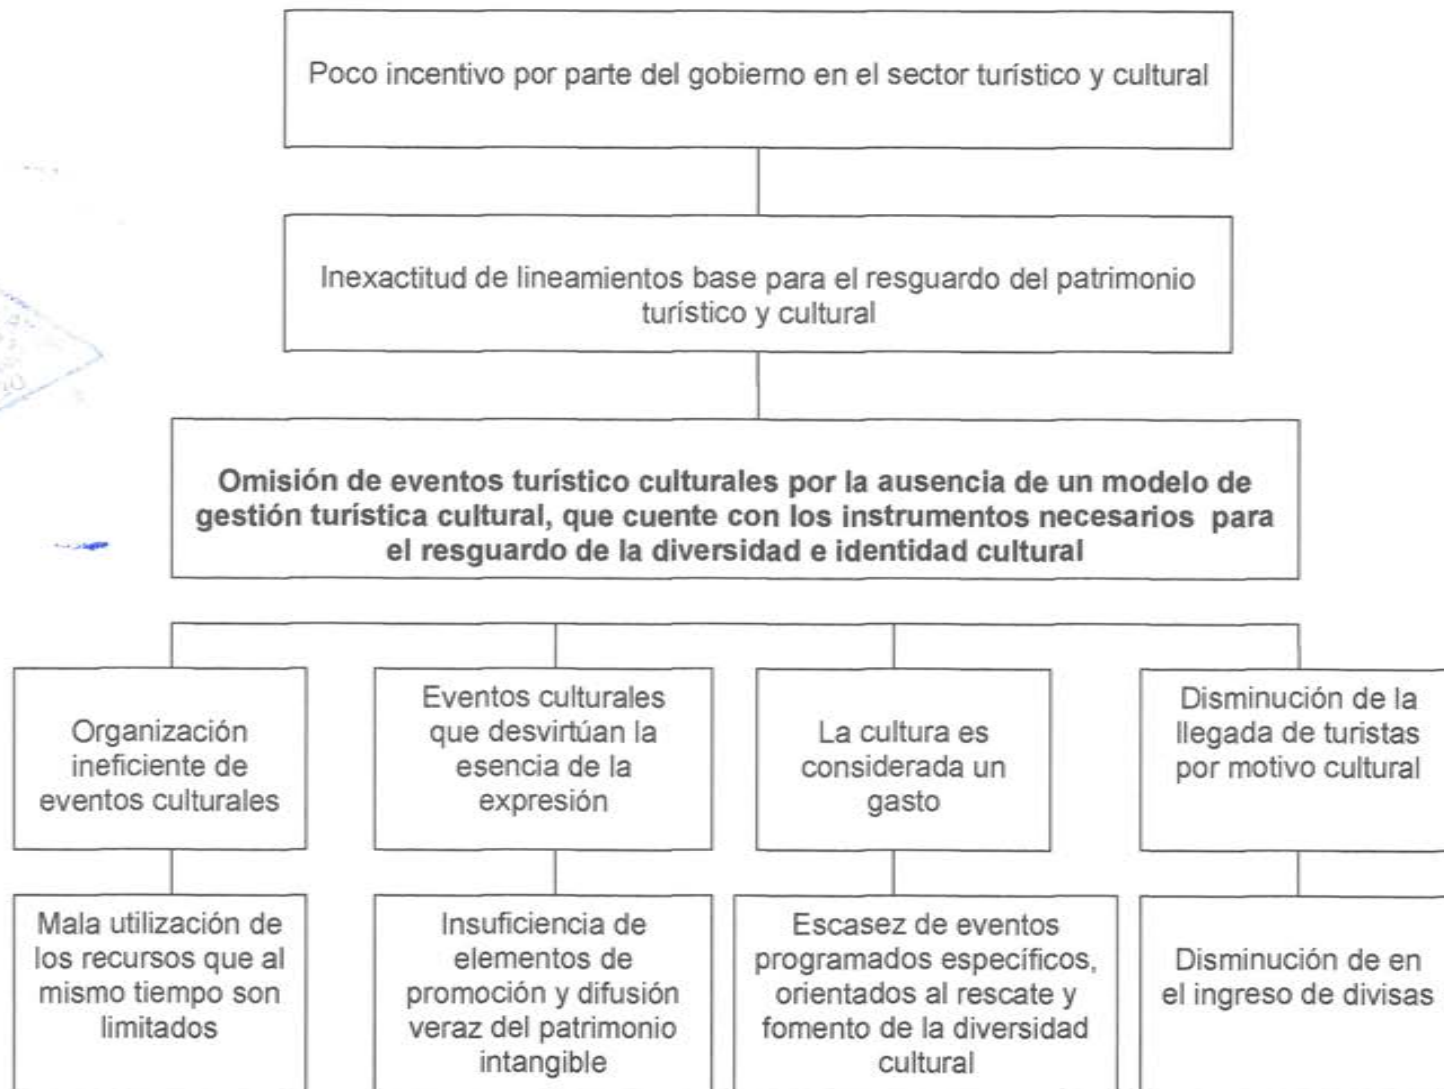 Poco incentivo por parte del gobierno en el sector turístico y cultural
Inexactitud de lineamientos base para el resguardo del patrimonio
turístico y cultural
Omisión de eventos turístico culturales por la ausencia de un modelo de
gestión turística cultural, que cuente con los instrumentos necesarios para
el resguardo de la diversidad e identidad cultural
Organización
ineficiente de
eventos culturales
Eventos culturales
que desvirtúan la
esencia de la
expresión
La cultura es
considerada un
gasto
Disminución de la
llegada de turistas
por motivo cultural
Mala utilización de
los recursos que al
mismo tiempo son
limitados
Insuficiencia de
elementos de
promoción y difusión
veraz del patrimonio
intangible
Escasez de eventos
programados específicos,
orientados al rescate y
fomento de la diversidad
cultural
Disminución de en
el ingreso de divisas